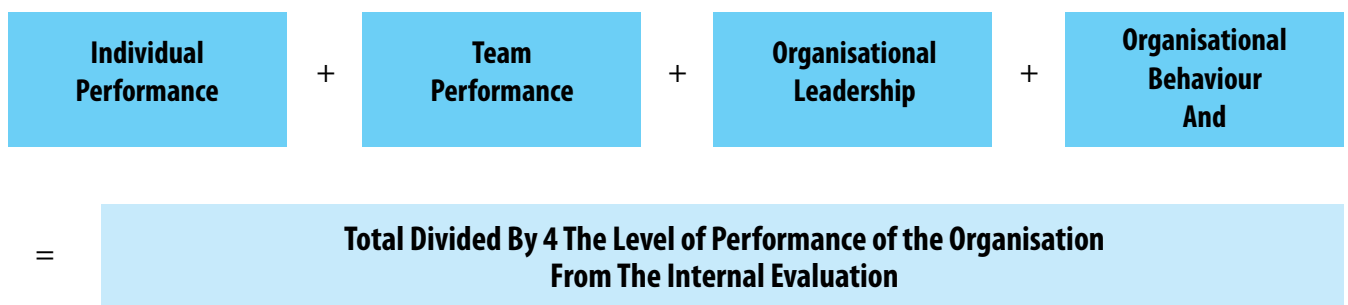 Individual
Performance
+
Team
Performance
+
Organisational
Leadership
+
Organisational
Behaviour
And
=
Total Divided By 4 The Level of Performance of the Organisation
From The Internal Evaluation